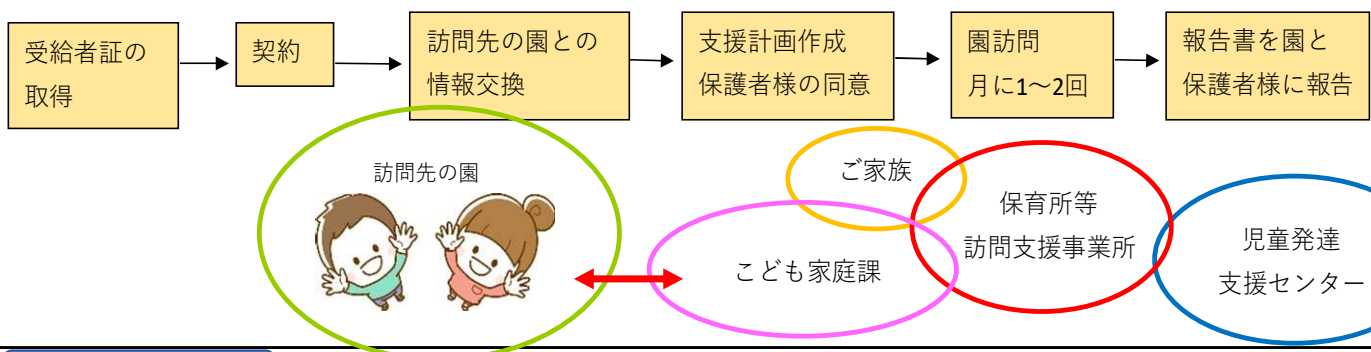 受給者証の
取得
契約
訪問先の園との
情報交換
支援計画作成
保護者様の同意
園訪問
月に1～2回
報告書を園と
保護者様に報告
訪問先の園
ご家族
保育所等
訪問支援事業所
こども家庭課
児童発達
支援センター